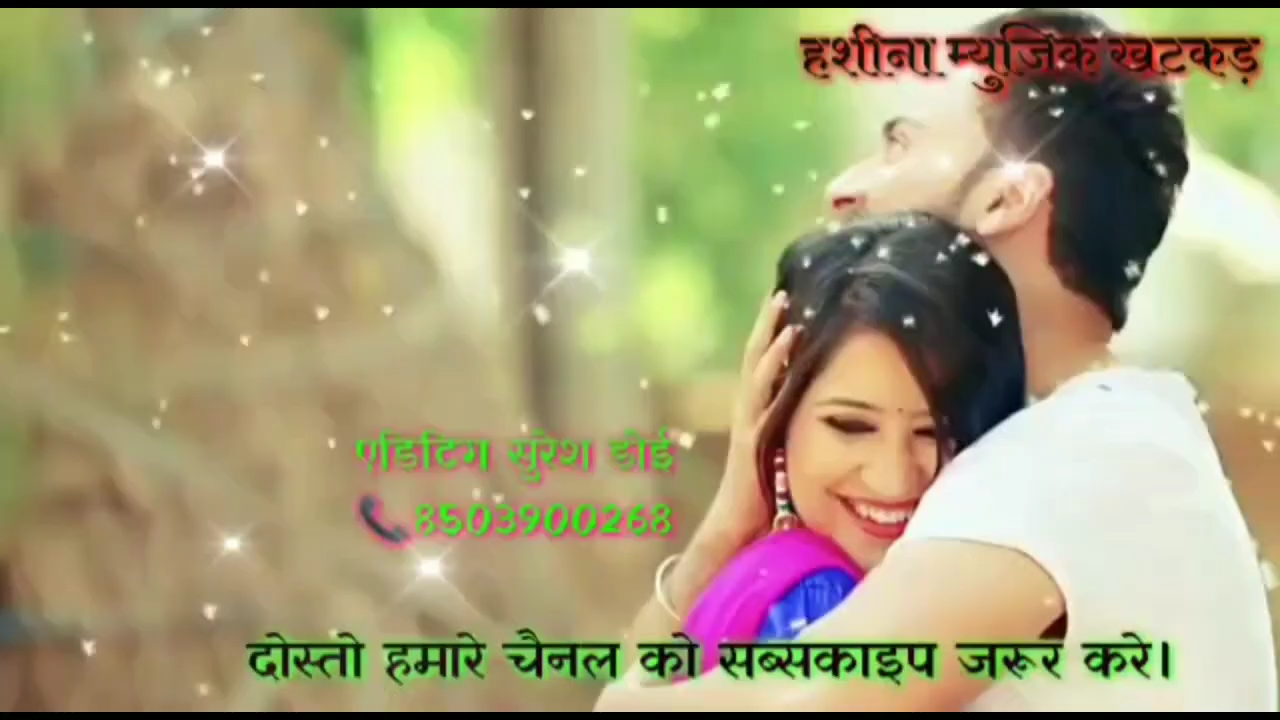 हशीना म्युजिक खटकड़
एडिटिग सुरेश डोई
8503900268
दोस्तो हमारे चैनल को सब्सकाइप जरूर करे।